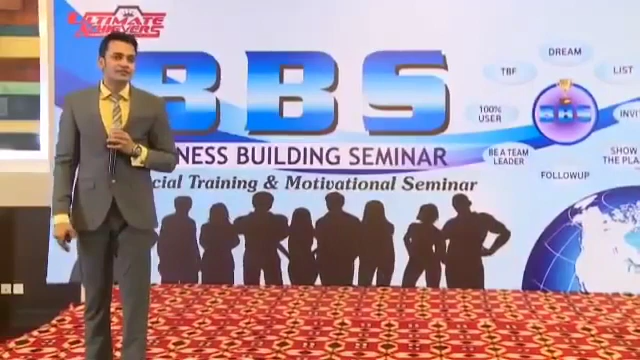 ULTIMATE
ACHIEVERS
BBS
NESS BUILDING SEMINAR
cial Training & Motivational Seminar
DREAM
TBF
LIST
100%
USER
BBS
INVI
BE A TEAM
LEADER
SHOW
THE PLA
FOLLOWUP